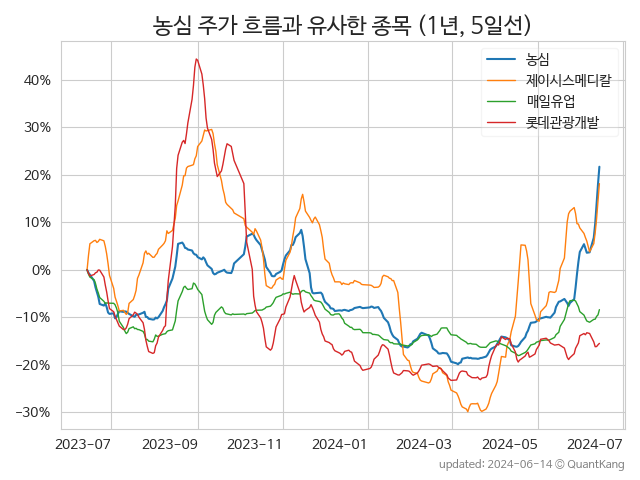 농심 주가 흐름과 유사한 종목 (1년, 5일선)
농심
제이시스메디칼
매일유업
롯데관광개발
40%
30%
20%
10%
0%
−10%
−20%
−30%
2023-07 2023-09 2023-11 2024-01 2024-03 2024-05 2024-07
updated: 2024-06-14 © QuantKang